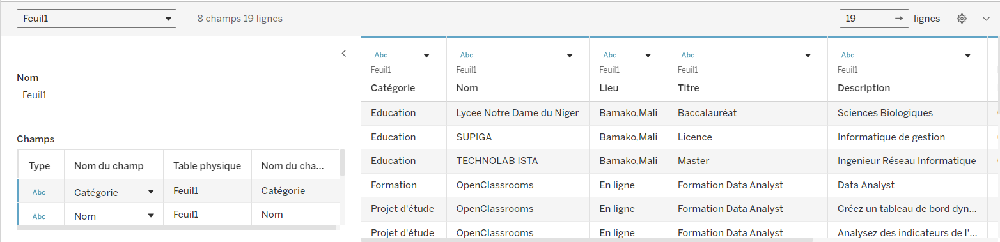 Feuil1
8 champs 19 lignes
19 → lignes
Nom
Feuil1
Champs
Type Nom du champ Table physique Nom du cha...
Abc Catégorie Feuil1 Catégorie
Abc Nom Feuil1 Nom
Abc Abc Abc Abc Abc
Feuil1 Feuil1 Feuil1 Feuil1 Feuil1
Catégorie Nom Lieu Titre Description
Education Lycee Notre Dame du Niger Bamako,Mali Baccalauréat Sciences Biologiques
Education SUPIGA Bamako,Mali Licence Informatique de gestion
Education TECHNOLAB ISTA Bamako,Mali Master Ingenieur Réseau Informatique
Formation OpenClassrooms En ligne Formation Data Analyst Data Analyst
Projet d'étude OpenClassrooms En ligne Formation Data Analyst Créez un tableau de bord dyn...
Projet d'étude OpenClassrooms En ligne Formation Data Analyst Analysez des indicateurs de l'...